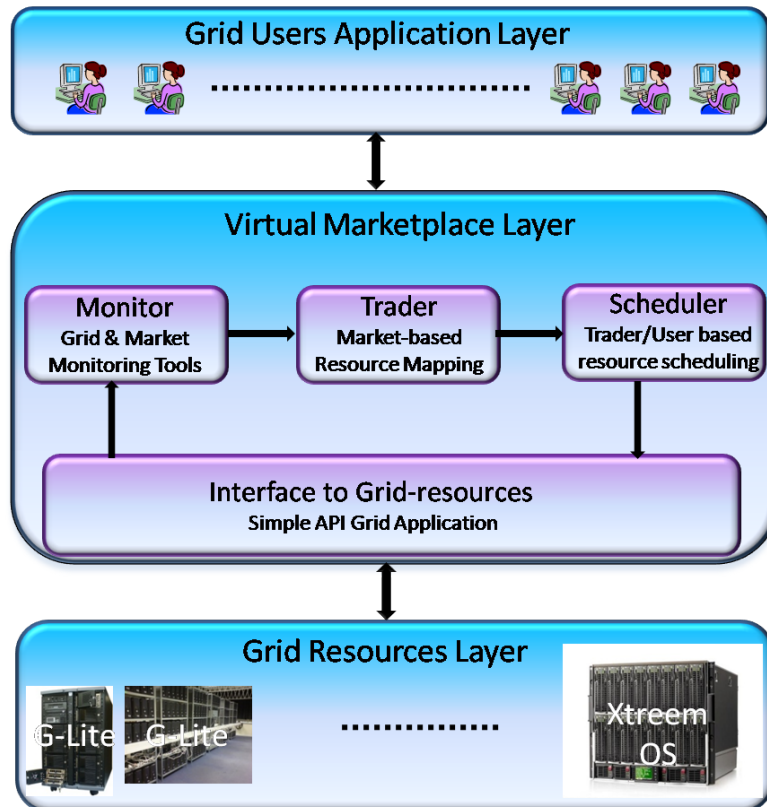 Grid Users Application Layer
Virtual Marketplace Layer
Monitor
Grid & Market
Monitoring Tools
Trader
Market-based
Resource Mapping
Scheduler
Trader/User based
resource scheduling
Interface to Grid-resources
Simple API Grid Application
Grid Resources Layer
G-Lite
G-Lite
Xtreem
OS